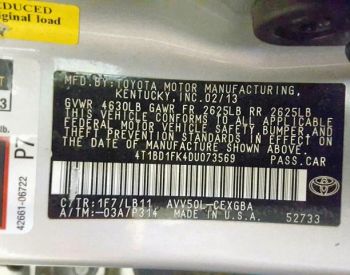 EDUCED
riginal load
MFD.BY:TOYOTA MOTOR MANUFACTURING,
KENTUCKY,INC.02/13
GVWR 4630LB GAWR FR 2625LB RR 2625LB
THIS VEHICLE CONFORMS TO ALL APPLICABLE
FEDERAL MOTOR VEHICLE SAFETY, BUMPER, AND
THEFT PREVENTION STANDARDS IN EFFECT ON
THE DATE OF MANUFACTURE SHOWN ABOVE.
4T1BD1FK4DU073569 PASS.CAR
C/TR:1F7/LB11 AVV50L-CEXGBA
A/TM:-03A/P314 MADE IN U.S.A. 52733
TOYOTA
P7
42661-06722